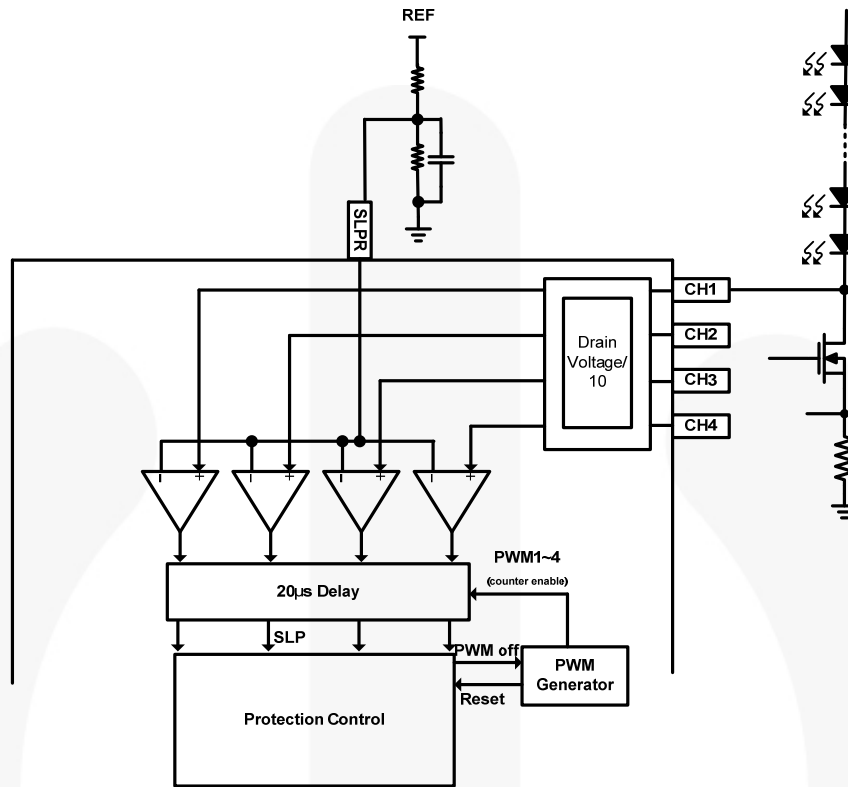 REF
SLPR
CH1
CH2
CH3
CH4
Drain
Voltage/
10
- + - + - + - +
PWM1~4
(counter enable)
20µs Delay
SLP
PWM off
PWM
Generator
Reset
Protection Control